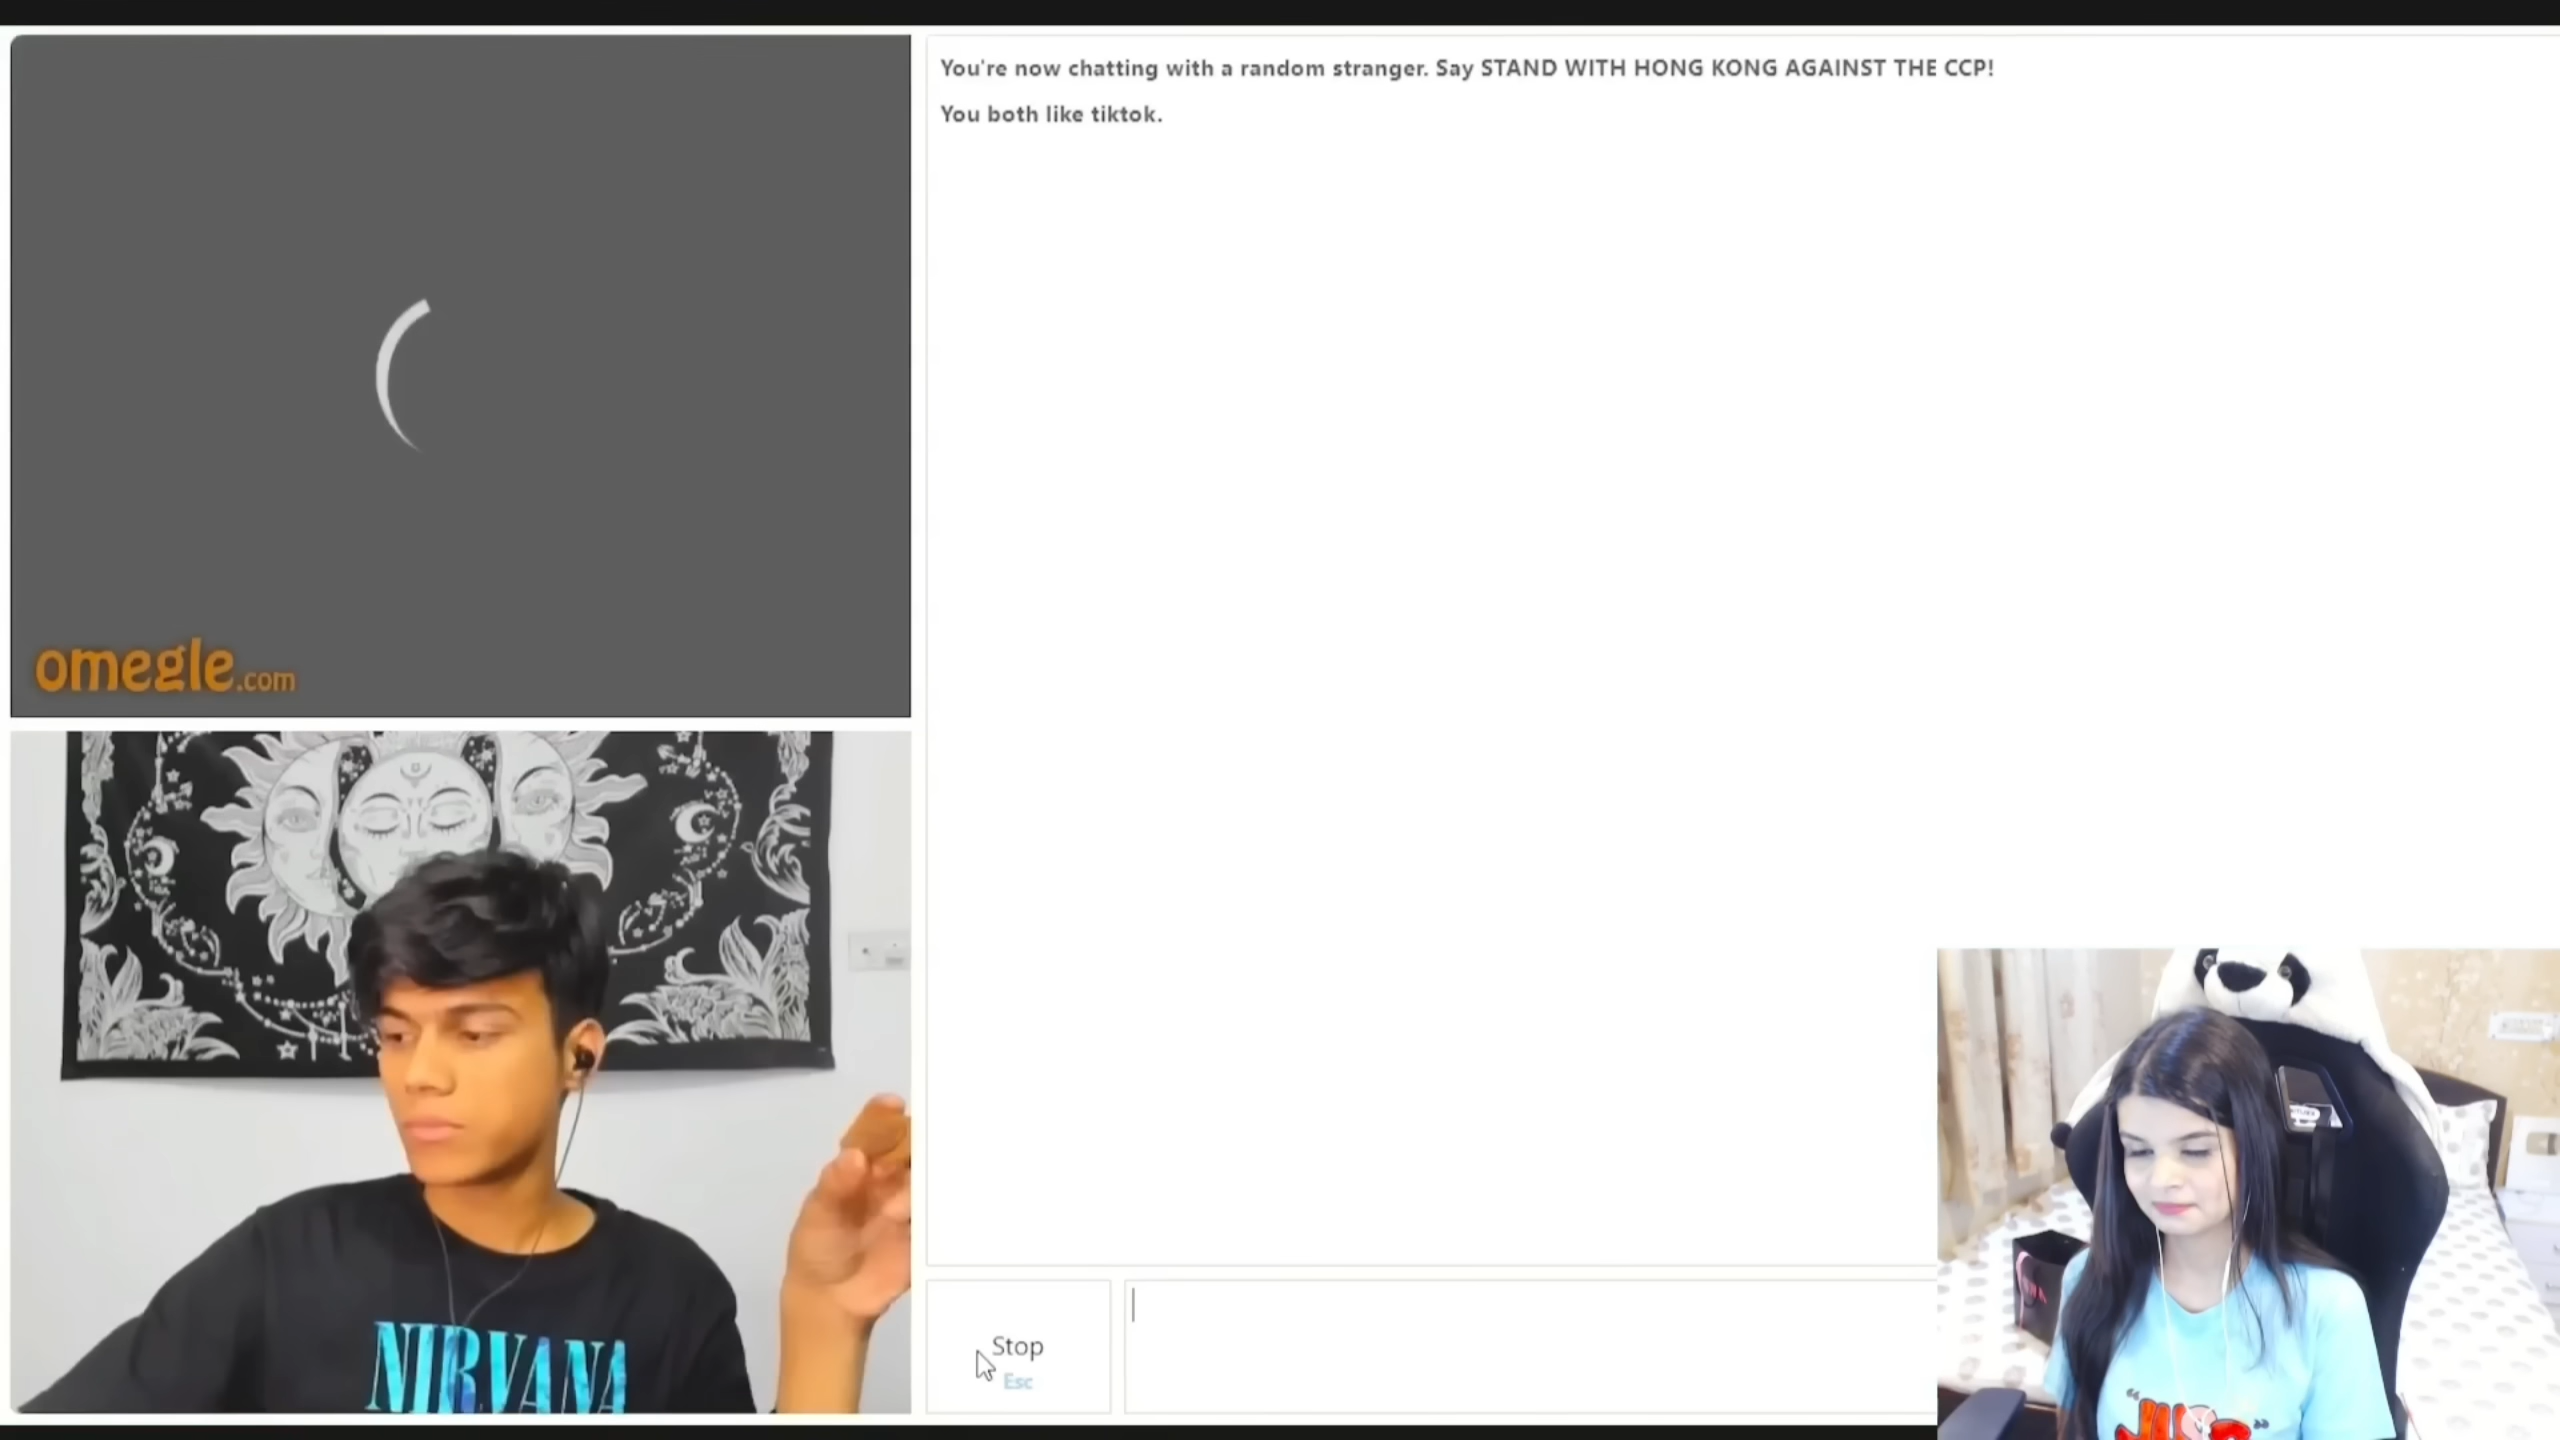 You're now chatting with a random stranger. Say STAND WITH HONG KONG AGAINST THE CCP!
You both like tiktok.
omegle.com
NIRVANA
Stop
Esc